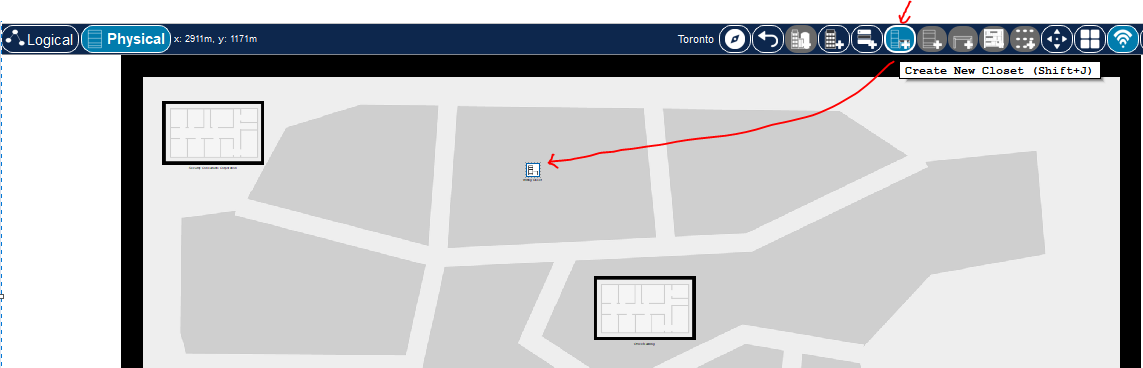 Logical
Physical
x: 2911m, y: 1171m
Toronto
Create New Closet (Shift+J)